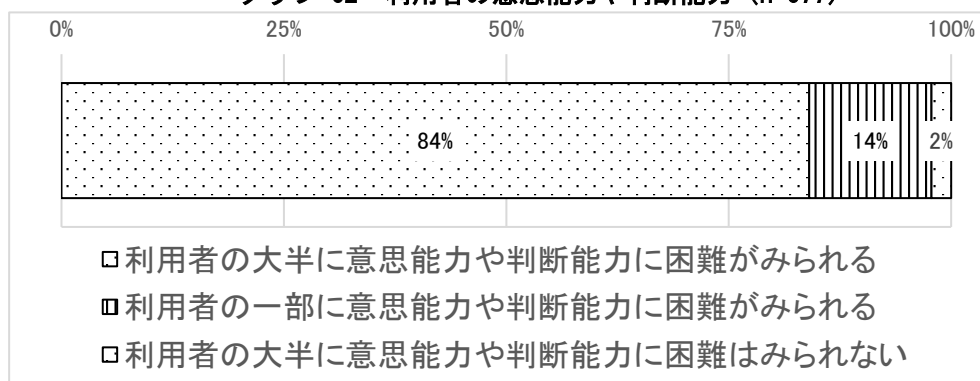 0% 25% 50% 75% 100%
84% 14% 2%
利用者の大半に意思能力や判断能力に困難がみられる
利用者の一部に意思能力や判断能力に困難がみられる
利用者の大半に意思能力や判断能力に困難はみられない